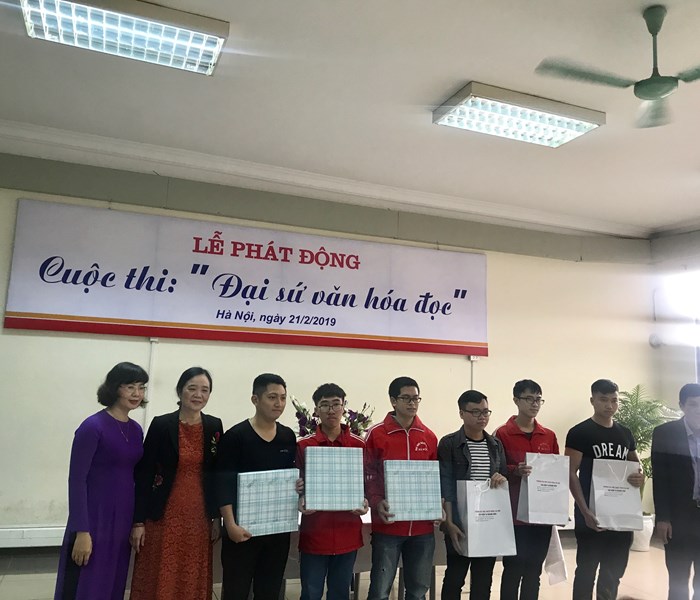 LỄ PHÁT ĐỘNG
Cuộc thi: "Đại sứ văn hóa đọc"
Hà Nội, ngày 21/2/2019
DREAM